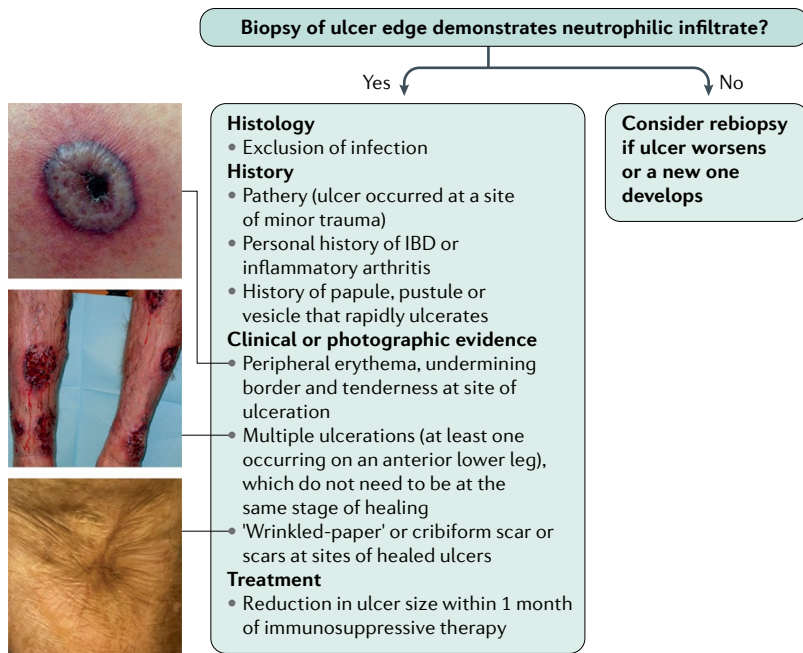 Biopsy of ulcer edge demonstrates neutrophilic infiltrate?
Yes
No
Histology
• Exclusion of infection
History
• Pathery (ulcer occurred at a site
of minor trauma)
• Personal history of IBD or
inflammatory arthritis
• History of papule, pustule or
vesicle that rapidly ulcerates
Clinical or photographic evidence
• Peripheral erythema, undermining
border and tenderness at site of
ulceration
• Multiple ulcerations (at least one
occurring on an anterior lower leg),
which do not need to be at the
same stage of healing
• 'Wrinkled-paper' or cribiform scar or
scars at sites of healed ulcers
Treatment
• Reduction in ulcer size within 1 month
of immunosuppressive therapy
Consider rebiopsy
if ulcer worsens
or a new one
develops